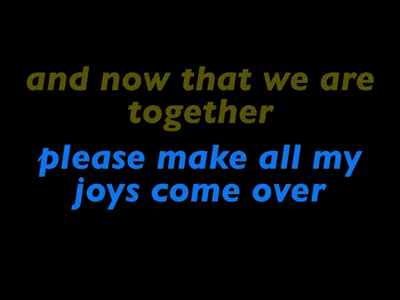 and now that we are
together
please make all my
joys come over